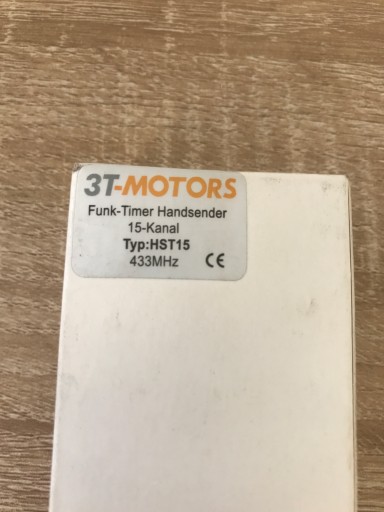 3T-MOTORS
Funk-Timer Handsender
15-Kanal
Typ:HST15
433MHz CE